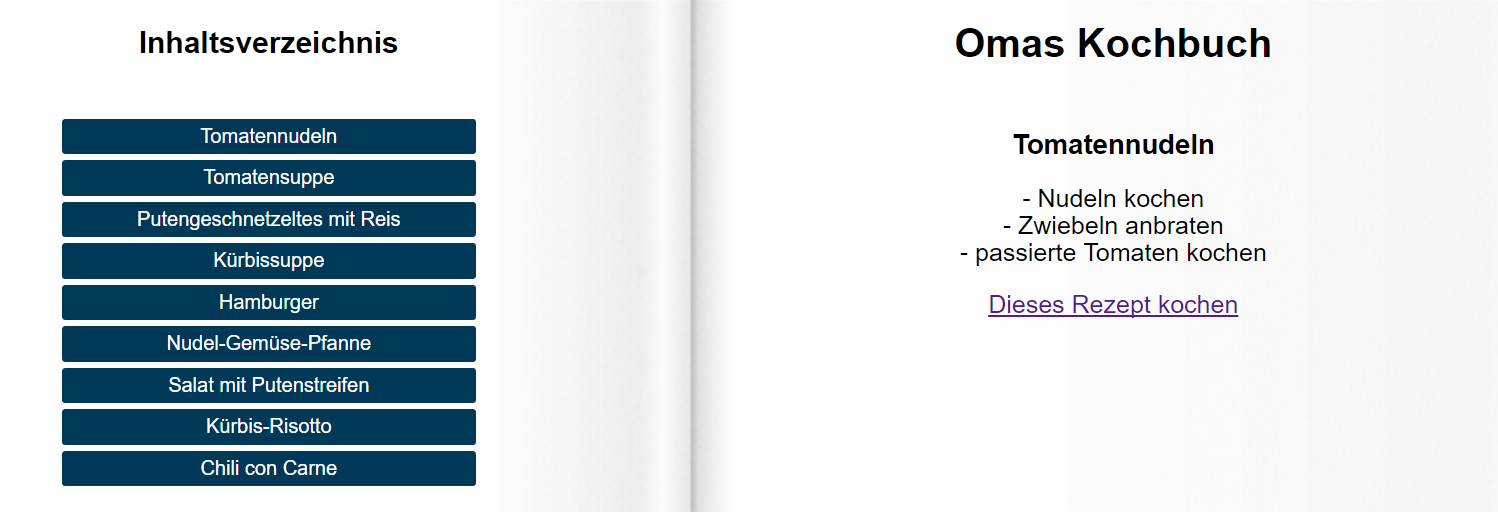 Inhaltsverzeichnis
Tomatennudeln
Tomatensuppe
Putengeschnetzeltes mit Reis
Kürbissuppe
Hamburger
Nudel-Gemüse-Pfanne
Salat mit Putenstreifen
Kürbis-Risotto
Chili con Carne
Omas Kochbuch
Tomatennudeln
- Nudeln kochen
- Zwiebeln anbraten
- passierte Tomaten kochen
Dieses Rezept kochen